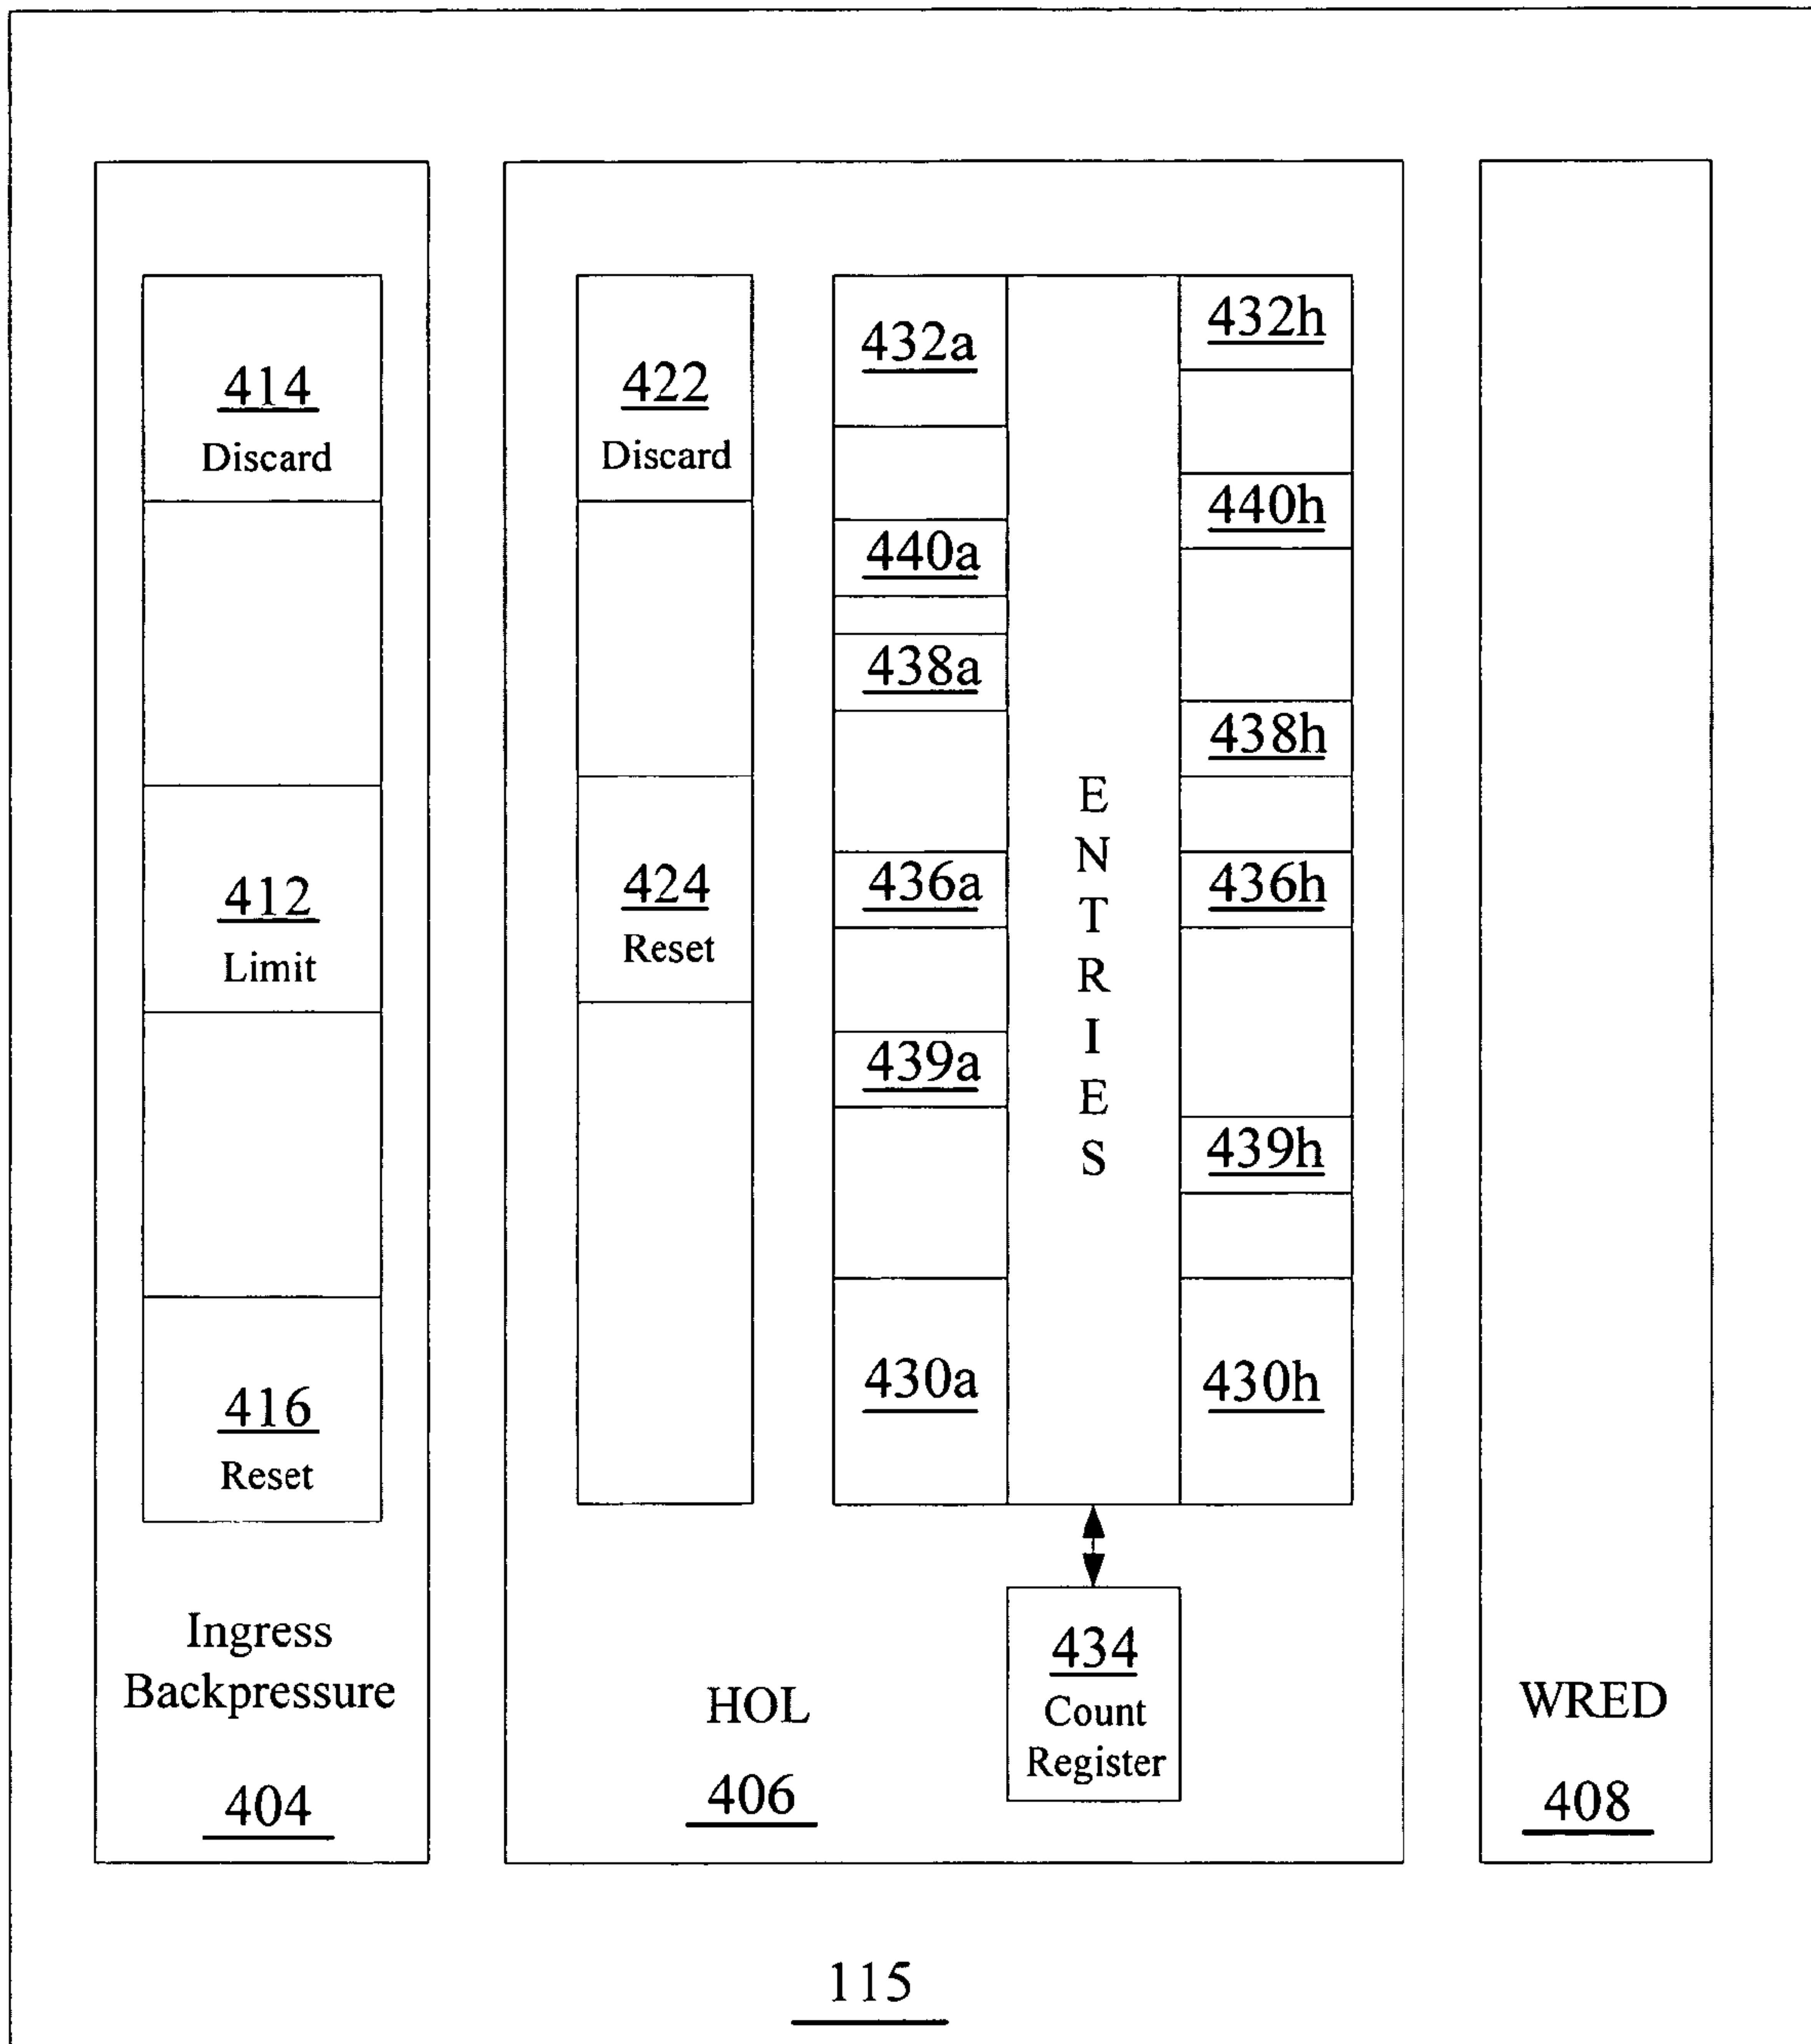 414
Discard
412
Limit
416
Reset
Ingress
Backpressure
404
422
Discard
424
Reset
432a
440a
438a
436a
439a
430a
ENTRIES
432h
440h
438h
436h
439h
430h
434
Count
Register
HOL
406
WRED
408
115